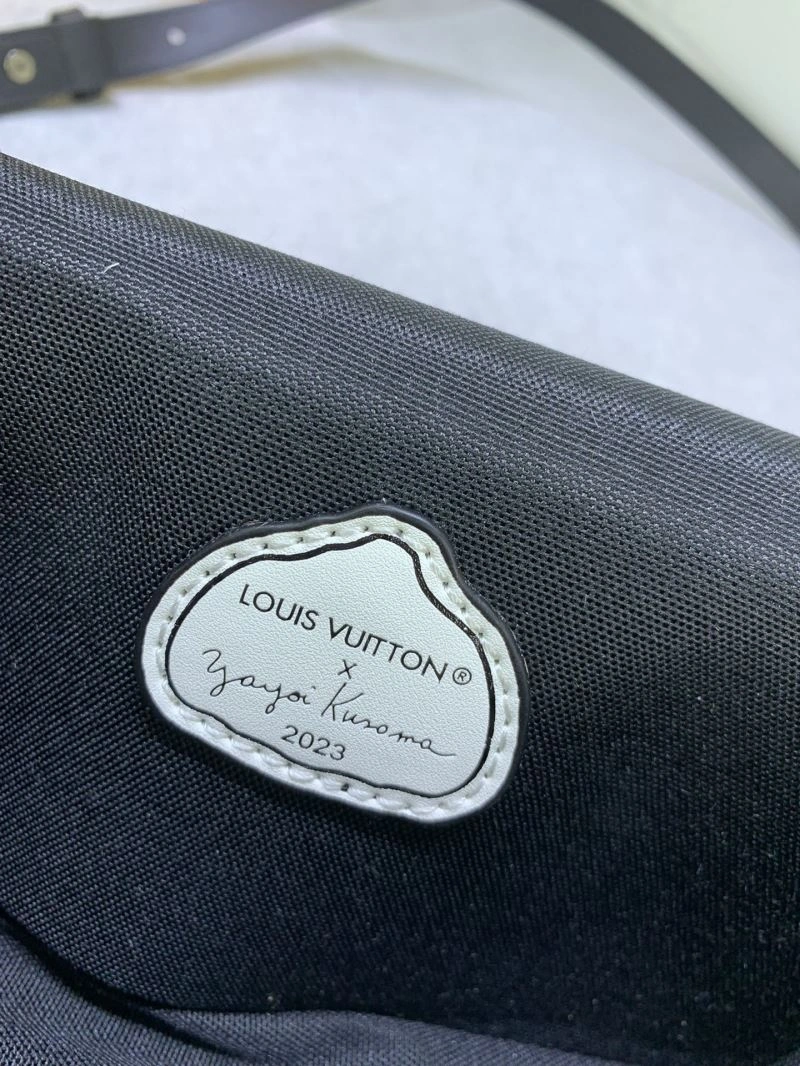 LOUIS VUITTON®
x
Yayoi Kusama
2023